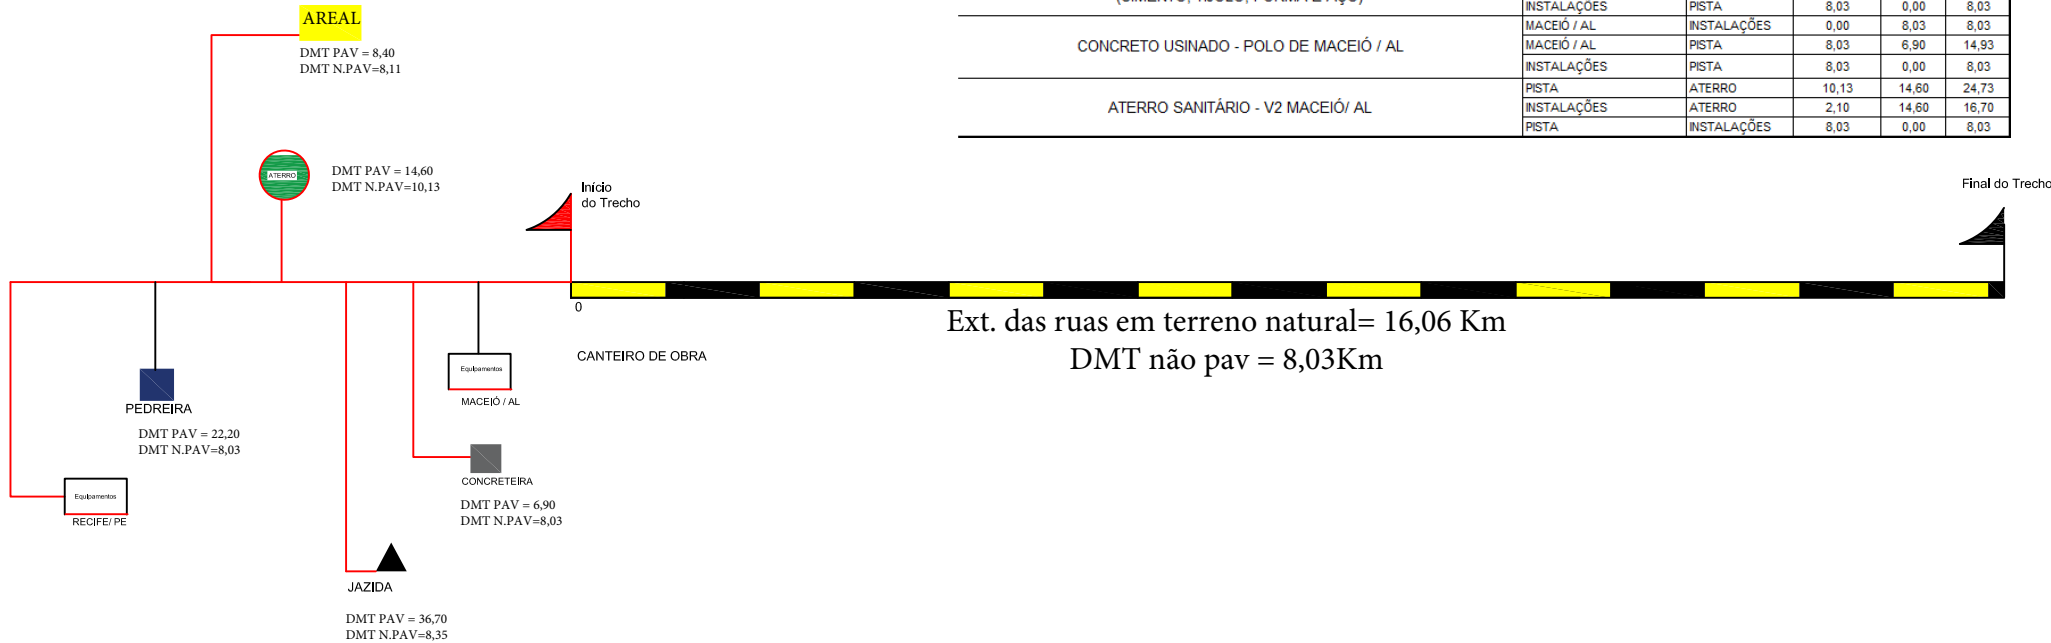 AREAL
DMT PAV = 8,40
DMT N.PAV=8,11
INSTALAÇÕES PISTA 8,03 0,00 8,03
MACEIÓ / AL INSTALAÇÕES 0,00 8,03 8,03
CONCRETO USINADO - POLO DE MACEIÓ / AL MACEIÓ / AL PISTA 8,03 6,90 14,93
INSTALAÇÕES PISTA 8,03 0,00 8,03
PISTA ATERRO 10,13 14,60 24,73
ATERRO SANITÁRIO - V2 MACEIÓ/ AL INSTALAÇÕES ATERRO 2,10 14,60 16,70
PISTA INSTALAÇÕES 8,03 0,00 8,03
ATERRO
DMT PAV = 14,60
DMT N.PAV=10,13
Início
do Trecho
Final do Trecho
0
Ext. das ruas em terreno natural= 16,06 Km
DMT não pav = 8,03Km
CANTEIRO DE OBRA
Equipamentos
MACEIÓ / AL
PEDREIRA
DMT PAV = 22,20
DMT N.PAV=8,03
CONCRETEIRA
DMT PAV = 6,90
DMT N.PAV=8,03
Equipamentos
RECIFE/ PE
JAZIDA
DMT PAV = 36,70
DMT N.PAV=8,35